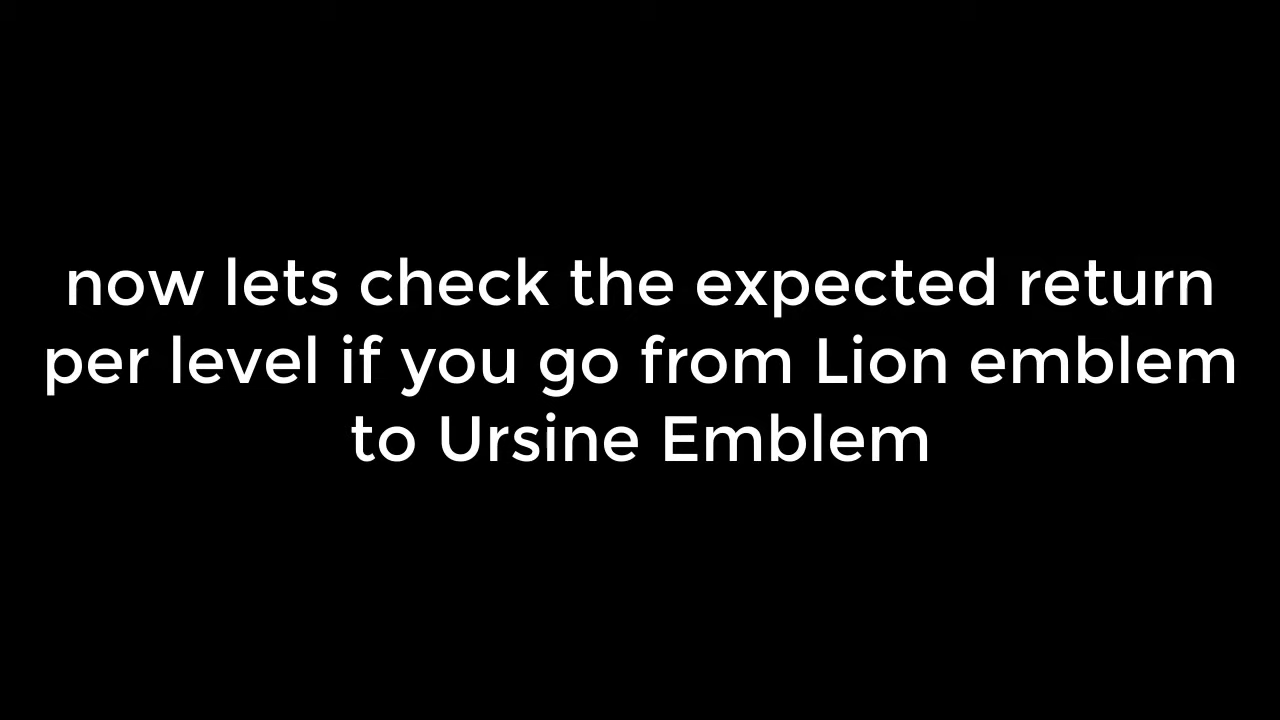 now lets check the expected return
per level if you go from Lion emblem
to Ursine Emblem